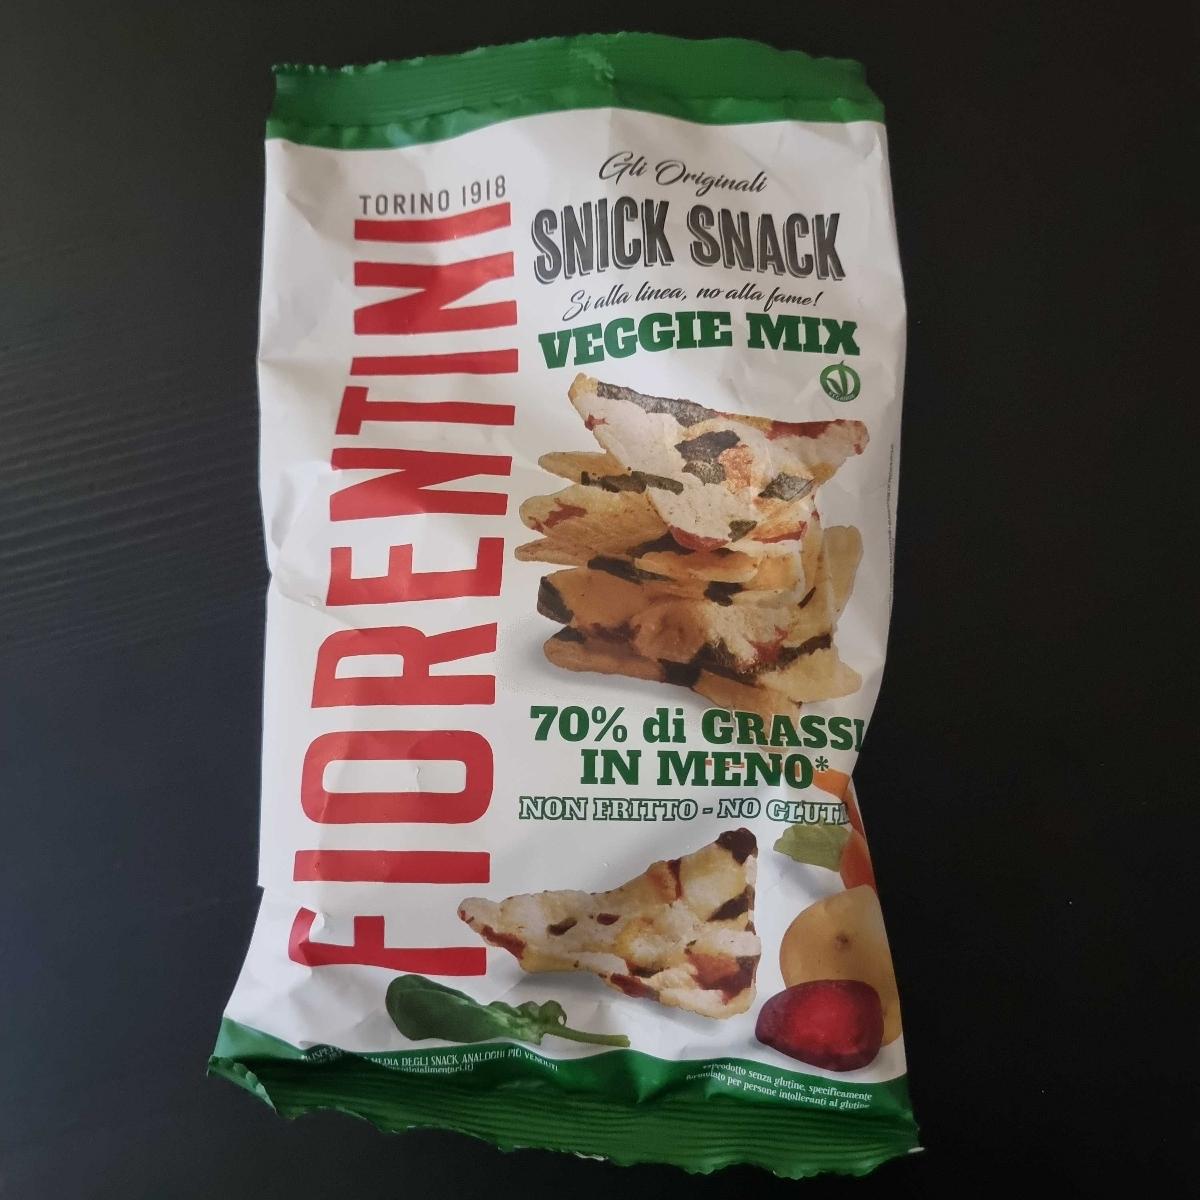 TORINO 1918
FIORENTINI
Gli Originali
SNICK SNACK
Si alla linea, no alla fame!
VEGGIE MIX
70% di GRASSI
IN MENO*
NON FRITTO - NO GLUTI
MEDIA DEGLI SNACK ANALOGHI PIÙ VENDUTI
prodotto senza glutine, specificamente
formulato per persone intolleranti al glutine